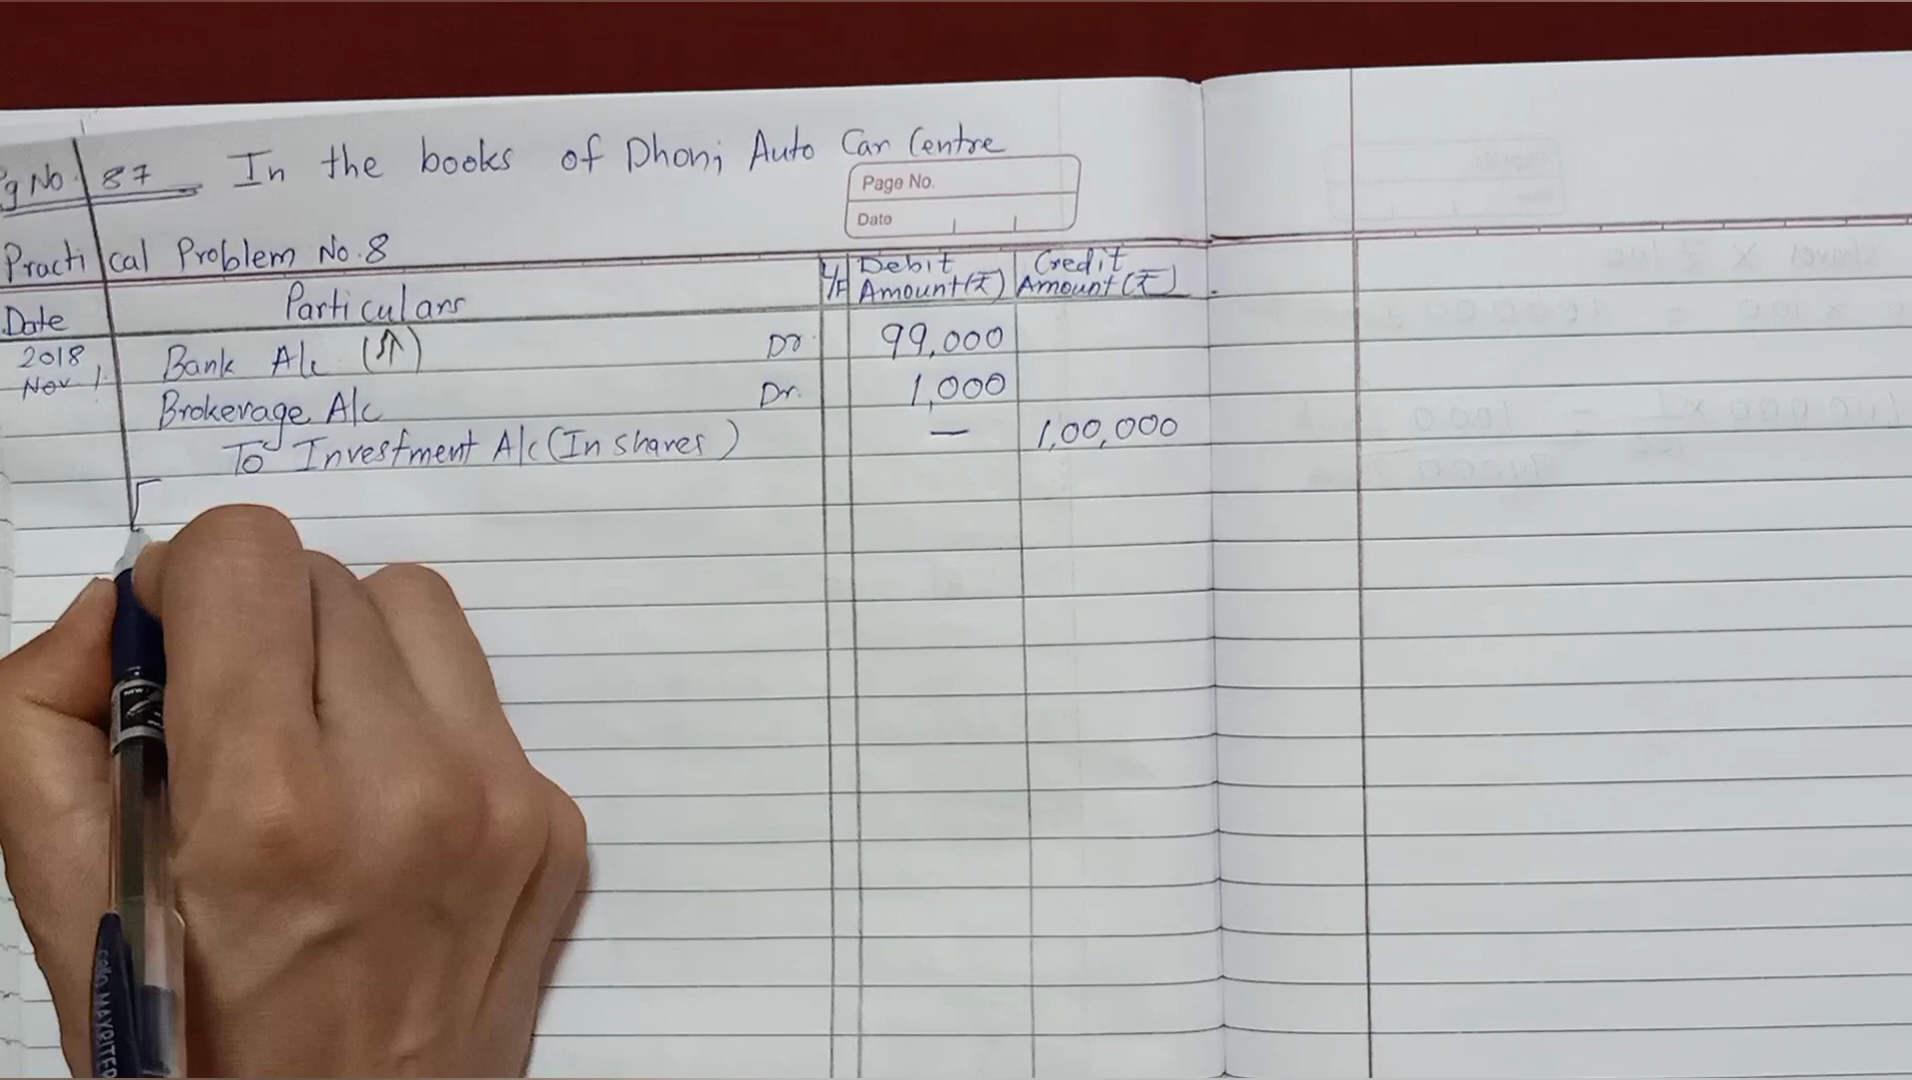 Pg No. 87 In the books of Dhoni Auto Car Centre
Page No.
Date
Practical Problem No. 8
Date Particulars L/F Debit Amount (₹) Credit Amount (₹)
2018 Nov 1 Bank A/c (↑) Dr 99,000
Brokerage A/c Dr. 1,000
To Investment A/c (In shares) — 1,00,000